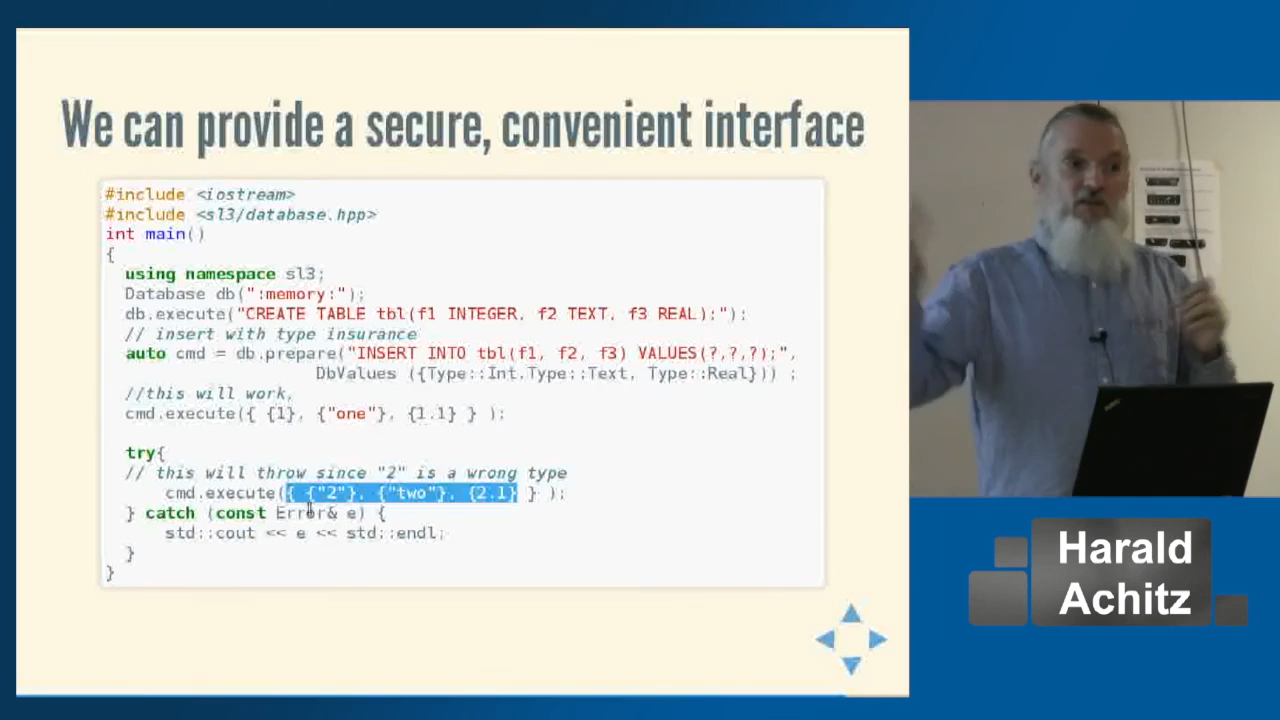 We can provide a secure, convenient interface
#include <iostream>
#include <sl3/database.hpp>
int main()
{
using namespace sl3;
Database db(":memory:");
db.execute("CREATE TABLE tbl(f1 INTEGER, f2 TEXT, f3 REAL);");
// insert with type insurance
auto cmd = db.prepare("INSERT INTO tbl(f1, f2, f3) VALUES(?,?,?);",
DbValues ({Type::Int,Type::Text, Type::Real})) ;
//this will work,
cmd.execute({ {1}, {"one"}, {1.1} } );
try{
// this will throw since "2" is a wrong type
cmd.execute({ {"2"}, {"two"}, {2.1} } );
} catch (const Error& e) {
std::cout << e << std::endl;
}
}
Harald
Achitz